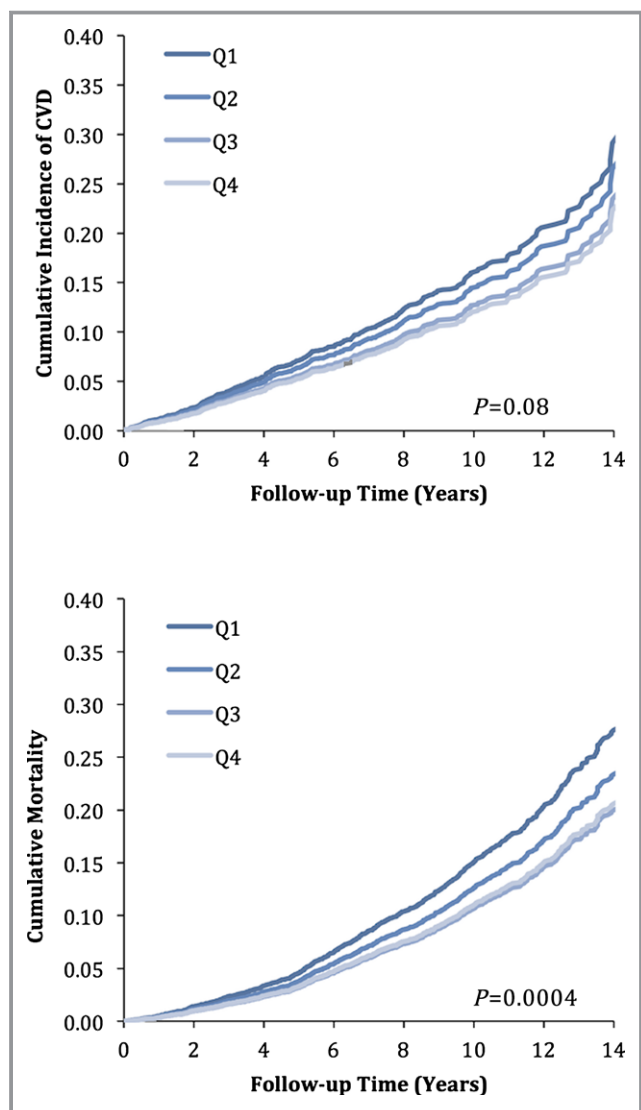 0.40
0.35
0.30
0.25
0.20
0.15
0.10
0.05
0.00
Cumulative Incidence of CVD
Q1
Q2
Q3
Q4
P=0.08
0 2 4 6 8 10 12 14
Follow-up Time (Years)
0.40
0.35
0.30
0.25
0.20
0.15
0.10
0.05
0.00
Cumulative Mortality
Q1
Q2
Q3
Q4
P=0.0004
0 2 4 6 8 10 12 14
Follow-up Time (Years)